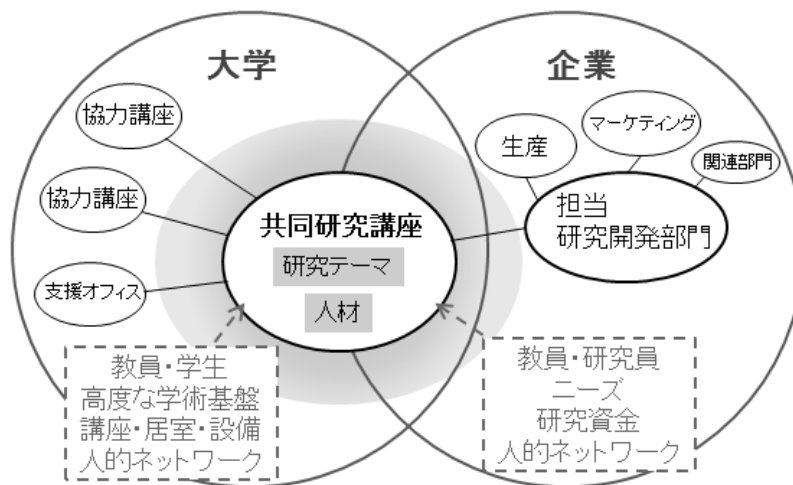 大学
企業
協力講座
協力講座
支援オフィス
共同研究講座
研究テーマ
人材
生産
マーケティング
関連部門
担当
研究開発部門
教員・学生
高度な学術基盤
講座・居室・設備
人的ネットワーク
教員・研究員
ニーズ
研究資金
人的ネットワーク